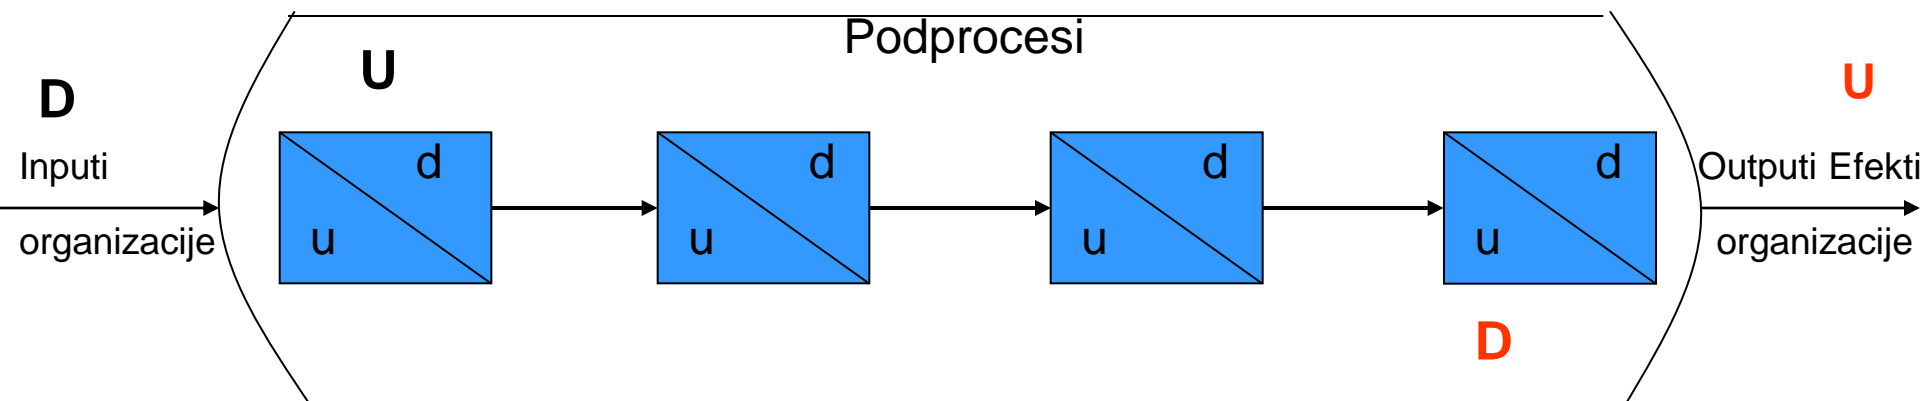 Podprocesi
D
U
U
Inputi
organizacije
d
u
d
u
d
u
d
u
Outputi Efekti
organizacije
D